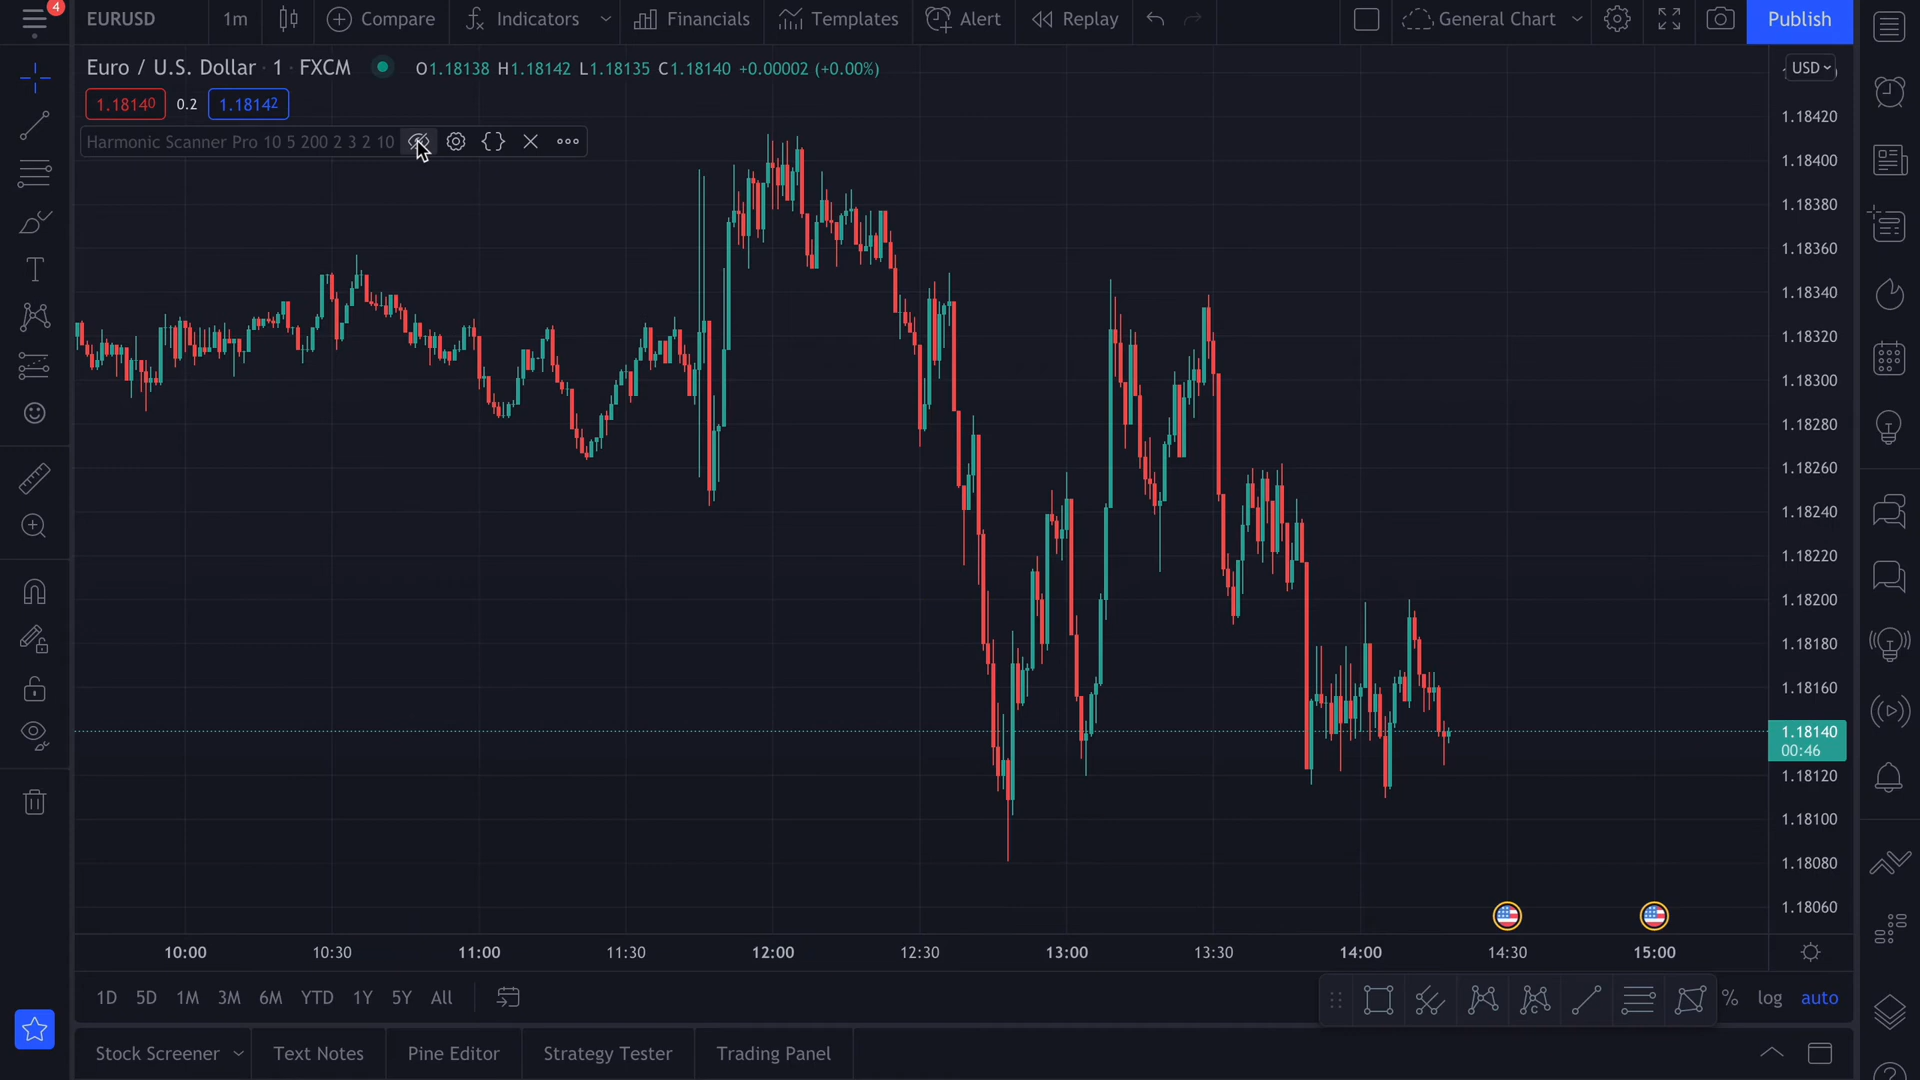 4
EURUSD
1m
Compare
Indicators
Financials
Templates
Alert
Replay
General Chart
Publish
Euro / U.S. Dollar · 1 · FXCM
O1.18138 H1.18142 L1.18135 C1.18140 +0.00002 (+0.00%)
USD
1.18140
0.2
1.18142
Harmonic Scanner Pro 10 5 200 2 3 2 10
1.18420
1.18400
1.18380
1.18360
1.18340
1.18320
1.18300
1.18280
1.18260
1.18240
1.18220
1.18200
1.18180
1.18160
1.18140
00:46
1.18120
1.18100
1.18080
1.18060
10:00
10:30
11:00
11:30
12:00
12:30
13:00
13:30
14:00
14:30
15:00
1D
5D
1M
3M
6M
YTD
1Y
5Y
All
%
log
auto
Stock Screener
Text Notes
Pine Editor
Strategy Tester
Trading Panel